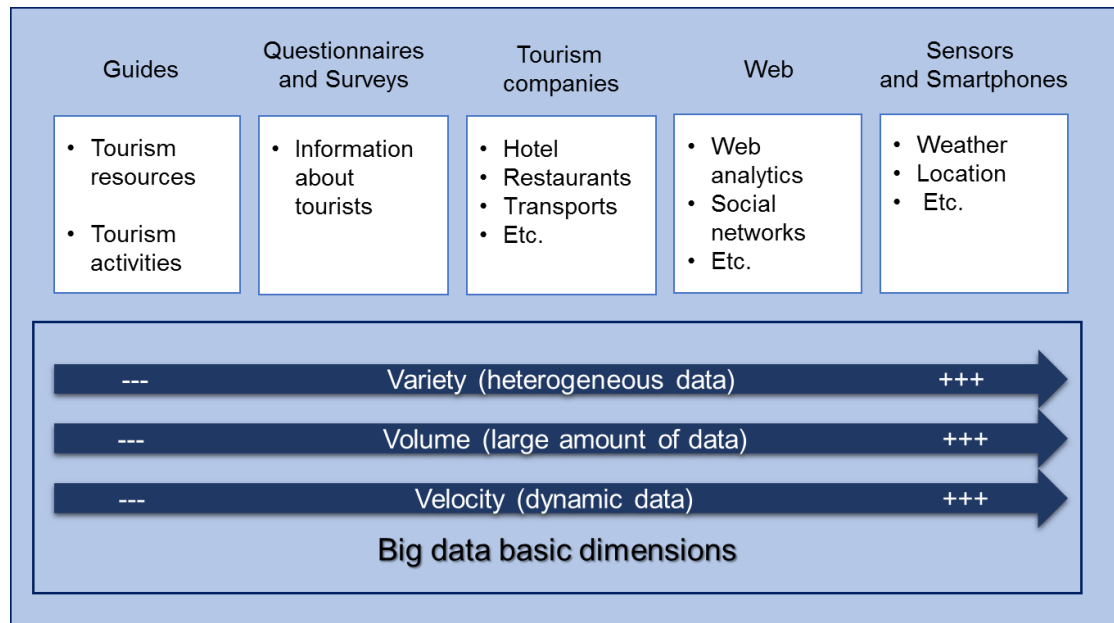 Guides
Questionnaires
and Surveys
Tourism
companies
Web
Sensors
and Smartphones
• Tourism
resources
• Tourism
activities
• Information
about
tourists
• Hotel
• Restaurants
• Transports
• Etc.
• Web
analytics
• Social
networks
• Etc.
• Weather
• Location
• Etc.
--- Variety (heterogeneous data) +++
--- Volume (large amount of data) +++
--- Velocity (dynamic data) +++
Big data basic dimensions